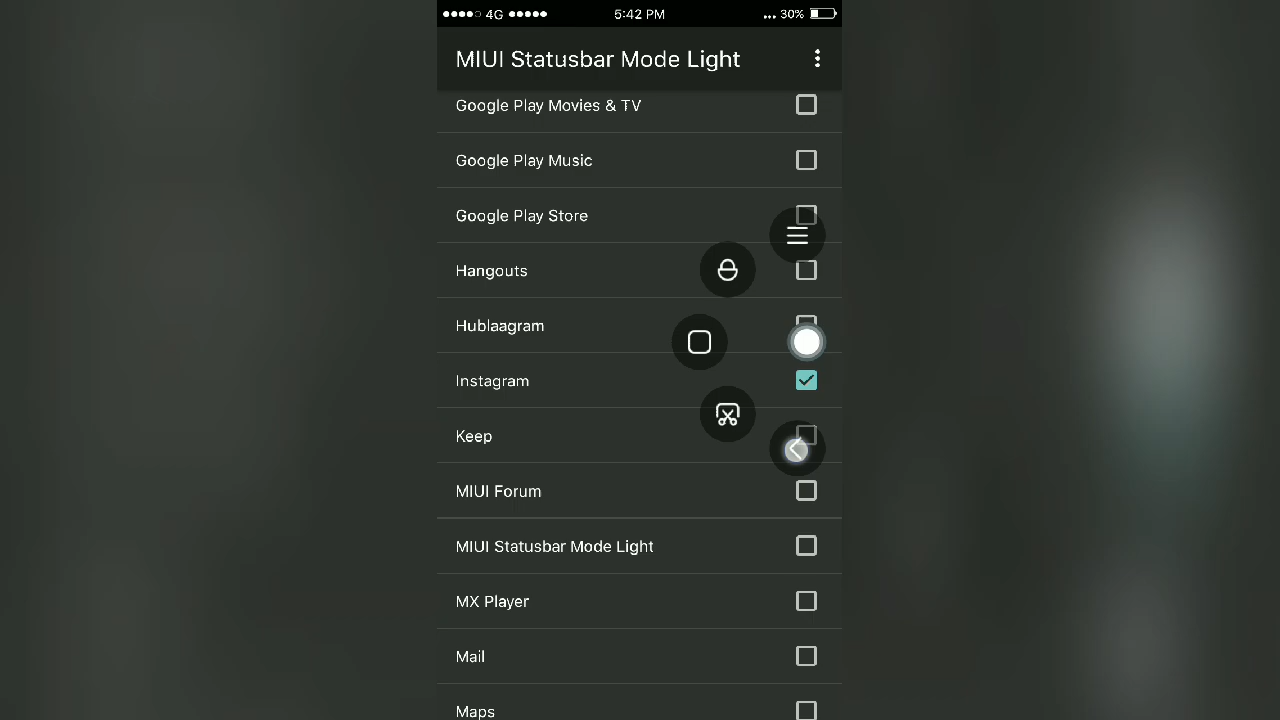 4G 5:42 PM ... 30%
MIUI Statusbar Mode Light
Google Play Movies & TV
Google Play Music
Google Play Store
Hangouts
Hublaagram
Instagram
Keep
MIUI Forum
MIUI Statusbar Mode Light
MX Player
Mail
Maps